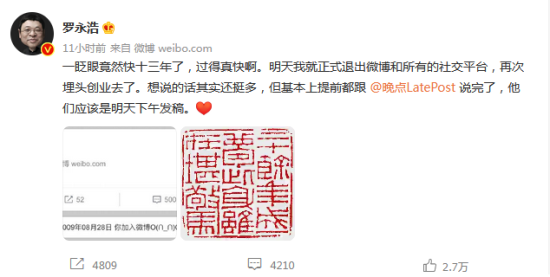 罗永浩
11小时前 来自 微博 weibo.com
一眨眼竟然快十三年了，过得真快啊。明天我就正式退出微博和所有的社交平台，再次
埋头创业去了。想说的话其实还挺多，但基本上提前都跟 @晚点LatePost 说完了，他
们应该是明天下午发稿。❤️
博 weibo.com
52
500
009年08月28日 你加入微博O(∩_∩)O
4809
4210
2.7万